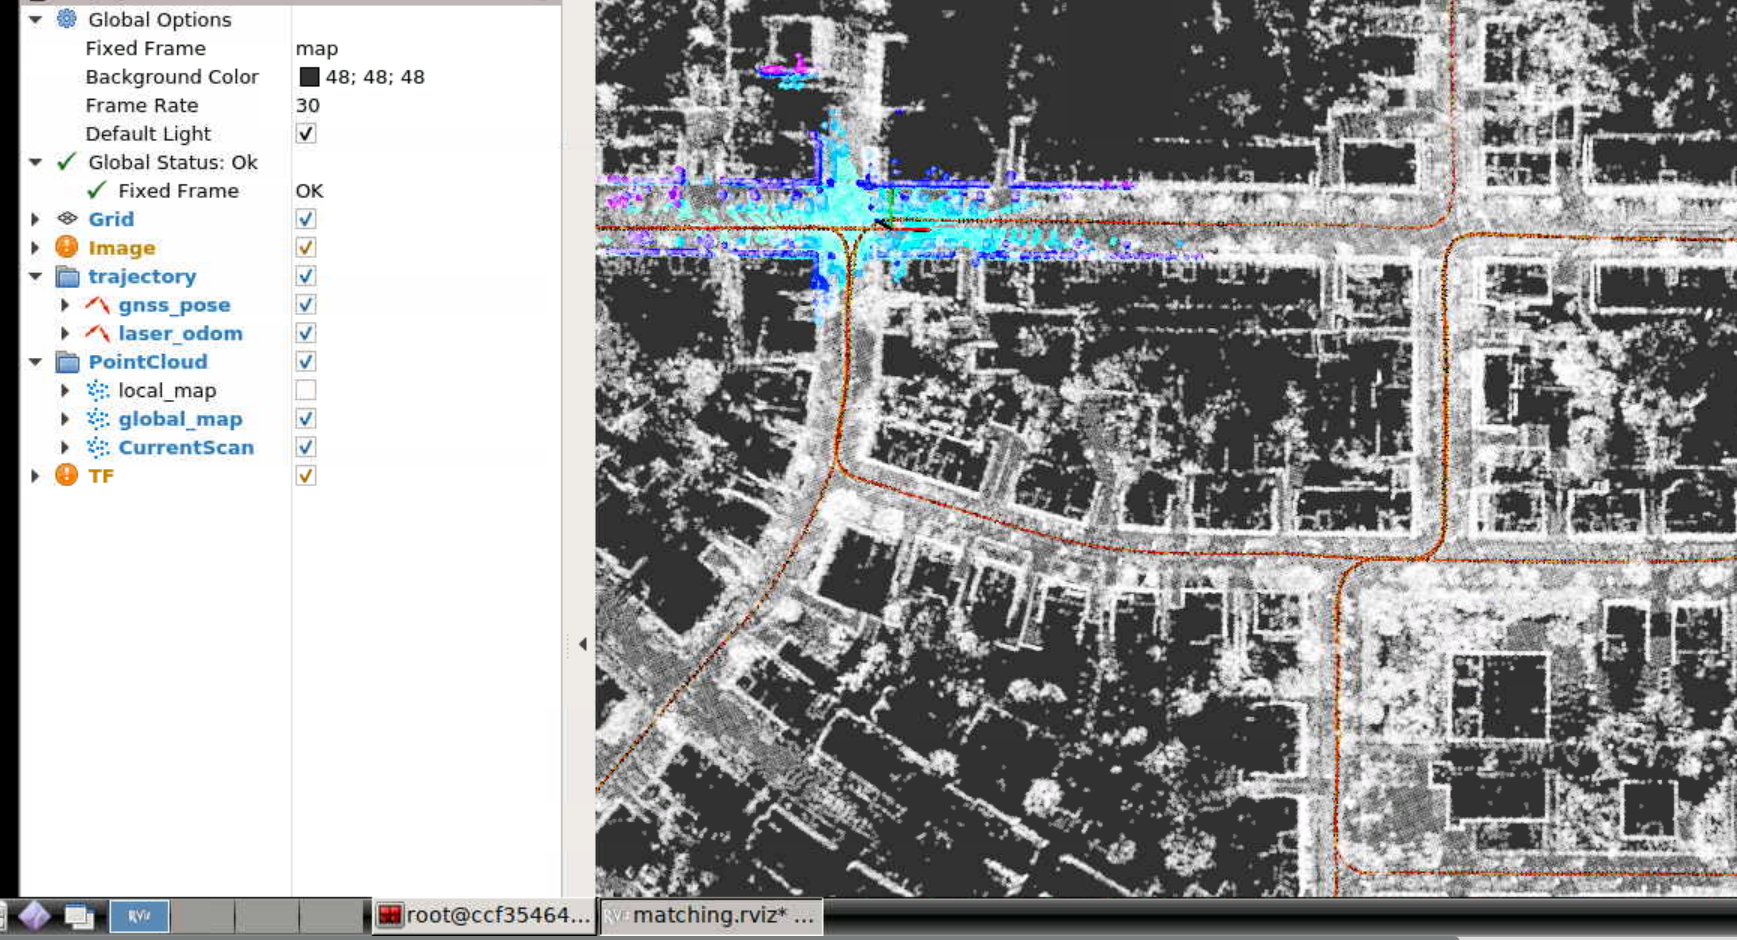 Global Options
Fixed Frame map
Background Color 48; 48; 48
Frame Rate 30
Default Light
Global Status: Ok
Fixed Frame OK
Grid
Image
trajectory
gnss_pose
laser_odom
PointCloud
local_map
global_map
CurrentScan
TF
RViz root@ccf35464... RViz matching.rviz* ...